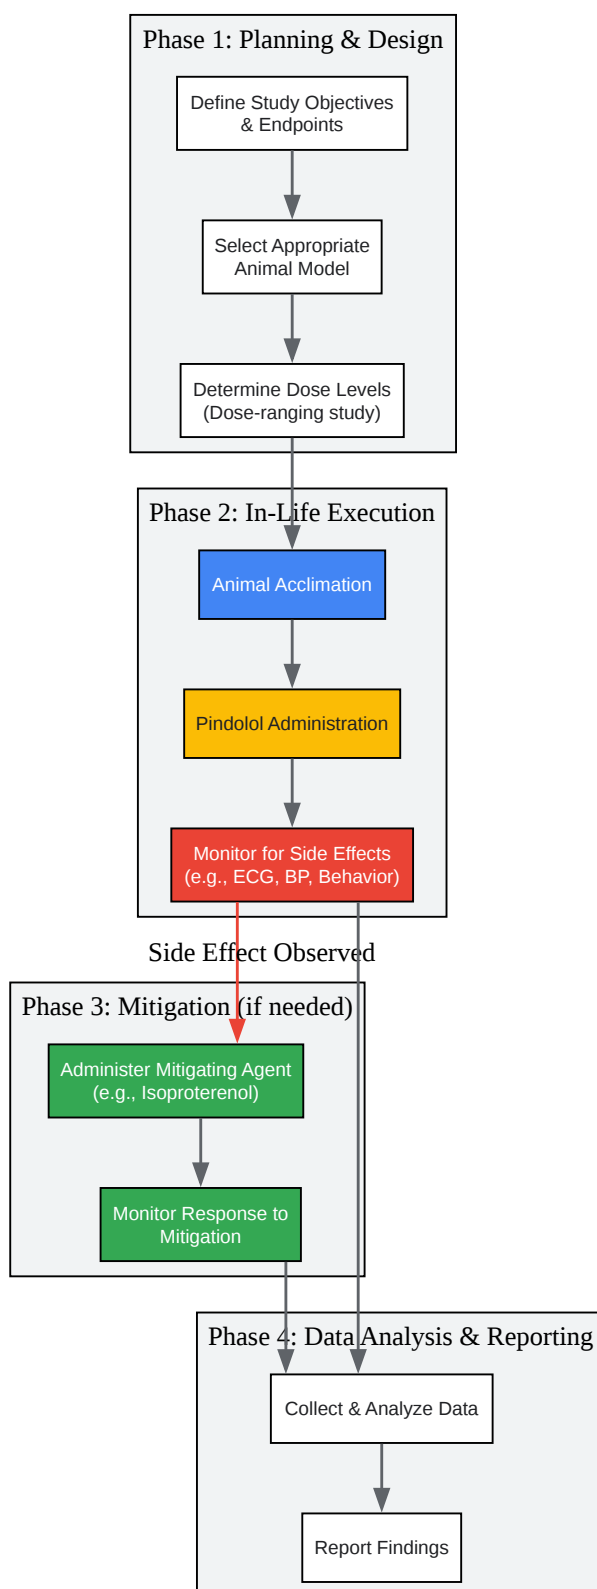 Phase 1: Planning & Design
Define Study Objectives
& Endpoints
Select Appropriate
Animal Model
Determine Dose Levels
(Dose-ranging study)
Phase 2: In-Life Execution
Animal Acclimation
Pindolol Administration
Monitor for Side Effects
(e.g., ECG, BP, Behavior)
Side Effect Observed
Phase 3: Mitigation (if needed)
Administer Mitigating Agent
(e.g., Isoproterenol)
Monitor Response to
Mitigation
Phase 4: Data Analysis & Reporting
Collect & Analyze Data
Report Findings